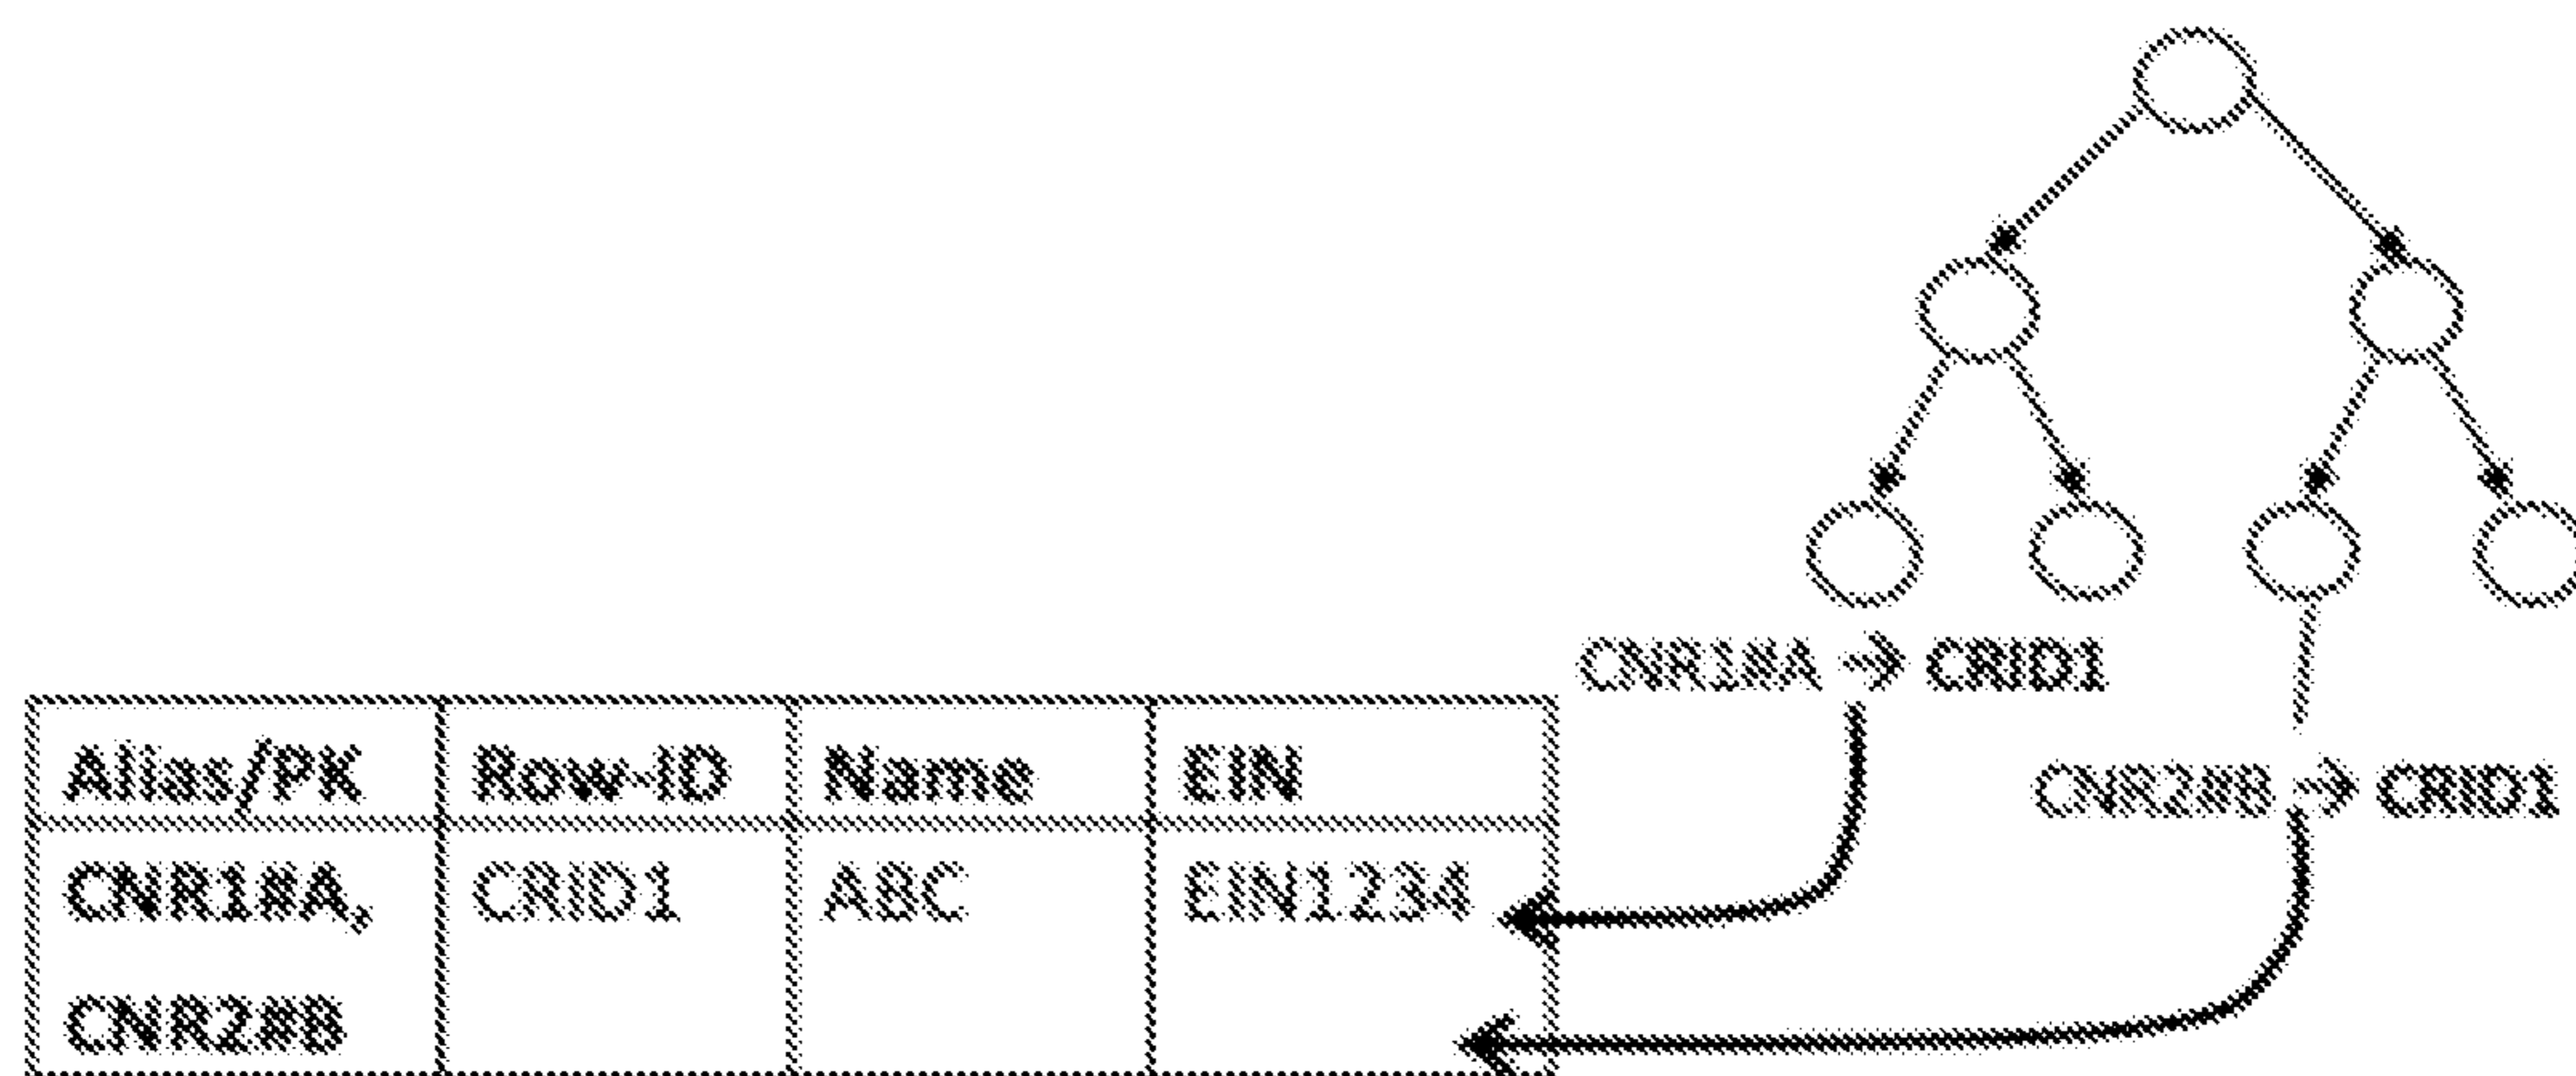 CNR1#A → CRID1
CNR2#B → CRID1
Alias/PK Row-ID Name EIN
CNR1#A, CRID1 ABC EIN1234
CNR2#B